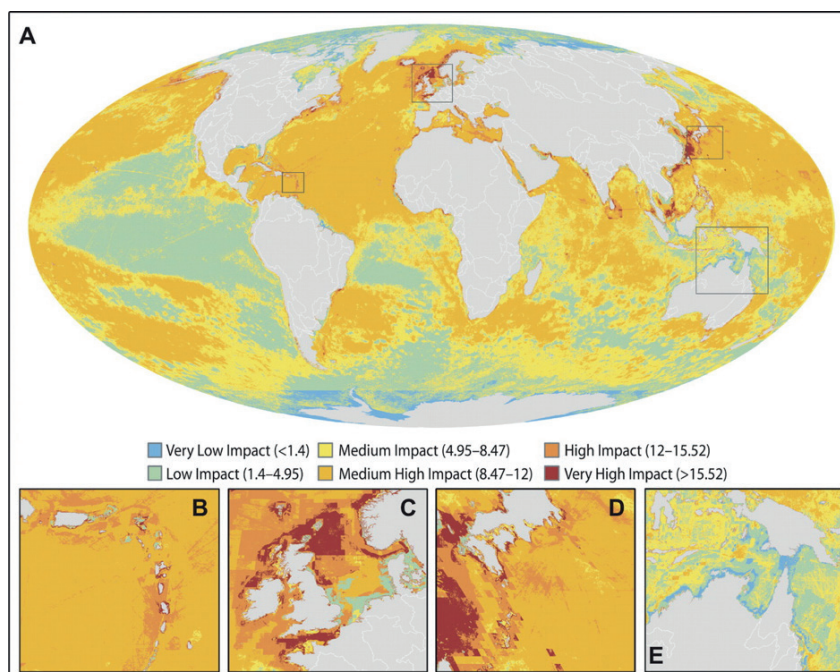 A
Very Low Impact (<1.4)
Medium Impact (4.95–8.47)
High Impact (12–15.52)
Low Impact (1.4–4.95)
Medium High Impact (8.47–12)
Very High Impact (>15.52)
B
C
D
E